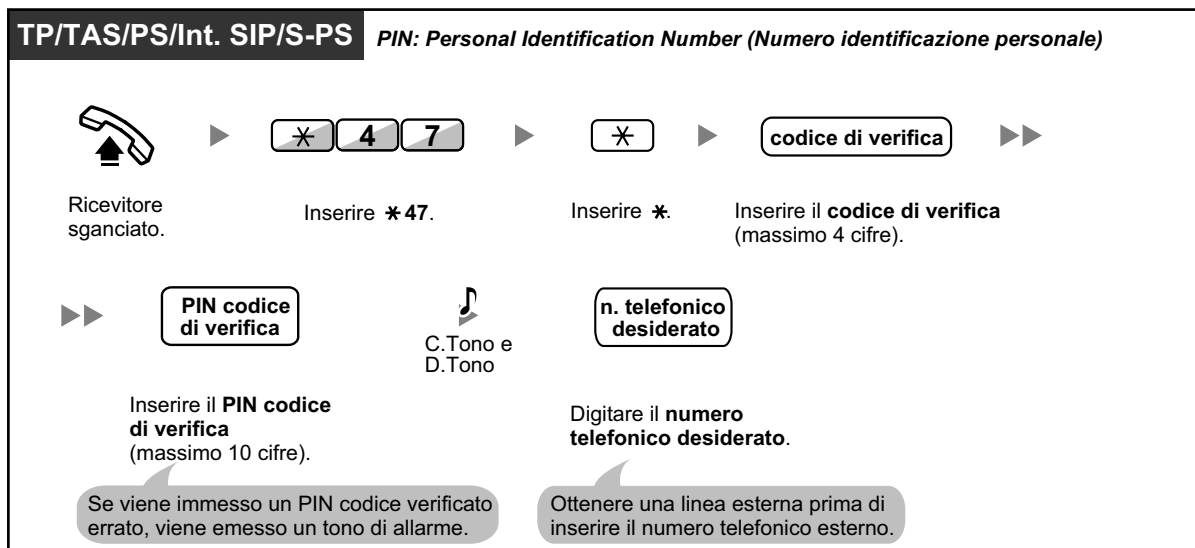 TP/TAS/PS/Int. SIP/S-PS PIN: Personal Identification Number (Numero identificazione personale)
* 4 7 * codice di verifica
Ricevitore
sganciato.
Inserire *47.
Inserire *.
Inserire il codice di verifica
(massimo 4 cifre).
PIN codice
di verifica
C.Tono e
D.Tono
n. telefonico
desiderato
Inserire il PIN codice
di verifica
(massimo 10 cifre).
Digitare il numero
telefonico desiderato.
Se viene immesso un PIN codice verificato
errato, viene emesso un tono di allarme.
Ottenere una linea esterna prima di
inserire il numero telefonico esterno.